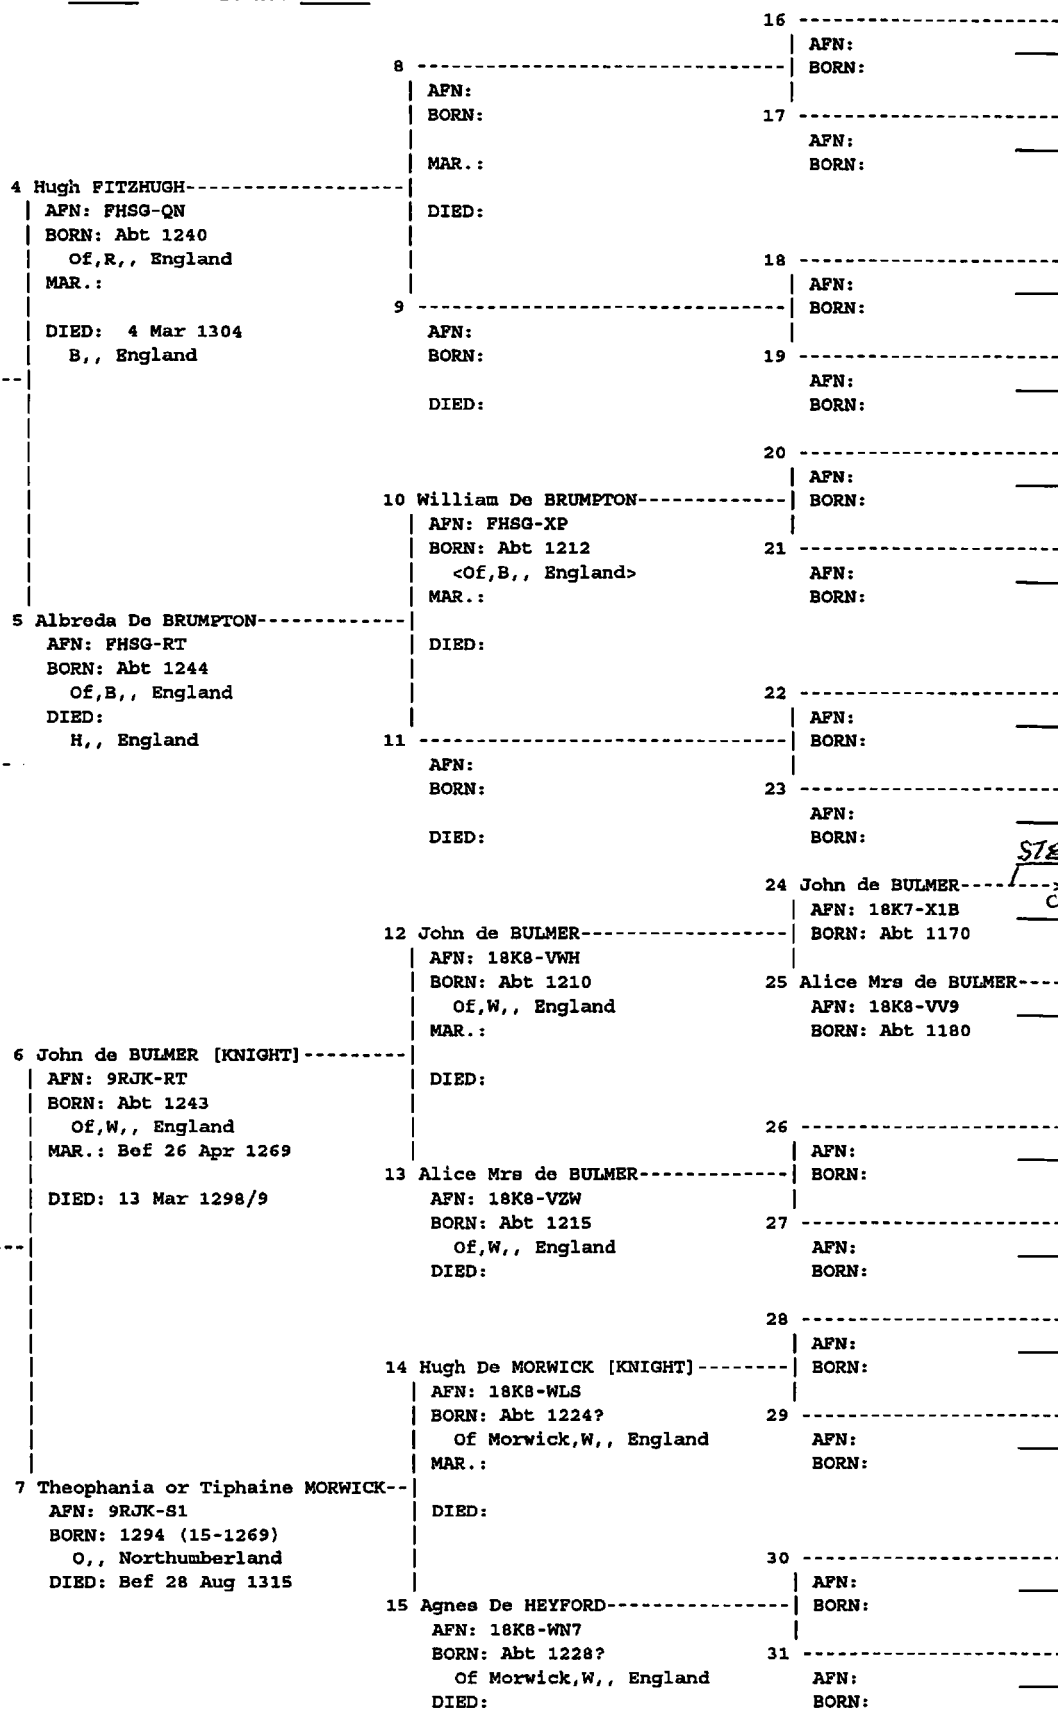 16
AFN:
BORN:
8
AFN:
BORN:
MAR.:
DIED:
17
AFN:
BORN:
4 Hugh FITZHUGH
AFN: FHSG-QN
BORN: Abt 1240
Of,R,, England
MAR.:
DIED: 4 Mar 1304
B,, England
18
AFN:
BORN:
9
AFN:
BORN:
DIED:
19
AFN:
BORN:
20
AFN:
BORN:
10 William De BRUMPTON
AFN: FHSG-XP
BORN: Abt 1212
<Of,B,, England>
MAR.:
DIED:
21
AFN:
BORN:
5 Albreda De BRUMPTON
AFN: FHSG-RT
BORN: Abt 1244
Of,B,, England
DIED:
H,, England
22
AFN:
BORN:
11
AFN:
BORN:
DIED:
23
AFN:
BORN:
24 John de BULMER
AFN: 18K7-X1B
BORN: Abt 1170
12 John de BULMER
AFN: 18K8-VWH
BORN: Abt 1210
Of,W,, England
MAR.:
DIED:
25 Alice Mrs de BULMER
AFN: 18K8-VV9
BORN: Abt 1180
6 John de BULMER [KNIGHT]
AFN: 9RJK-RT
BORN: Abt 1243
Of,W,, England
MAR.: Bef 26 Apr 1269
DIED: 13 Mar 1298/9
26
AFN:
BORN:
13 Alice Mrs de BULMER
AFN: 18K8-VZW
BORN: Abt 1215
Of,W,, England
DIED:
27
AFN:
BORN:
28
AFN:
BORN:
14 Hugh De MORWICK [KNIGHT]
AFN: 18K8-WLS
BORN: Abt 1224?
Of Morwick,W,, England
MAR.:
DIED:
29
AFN:
BORN:
7 Theophania or Tiphaine MORWICK
AFN: 9RJK-S1
BORN: 1294 (15-1269)
O,, Northumberland
DIED: Bef 28 Aug 1315
30
AFN:
BORN:
15 Agnes De HEYFORD
AFN: 18K8-WN7
BORN: Abt 1228?
Of Morwick,W,, England
DIED:
31
AFN:
BORN: